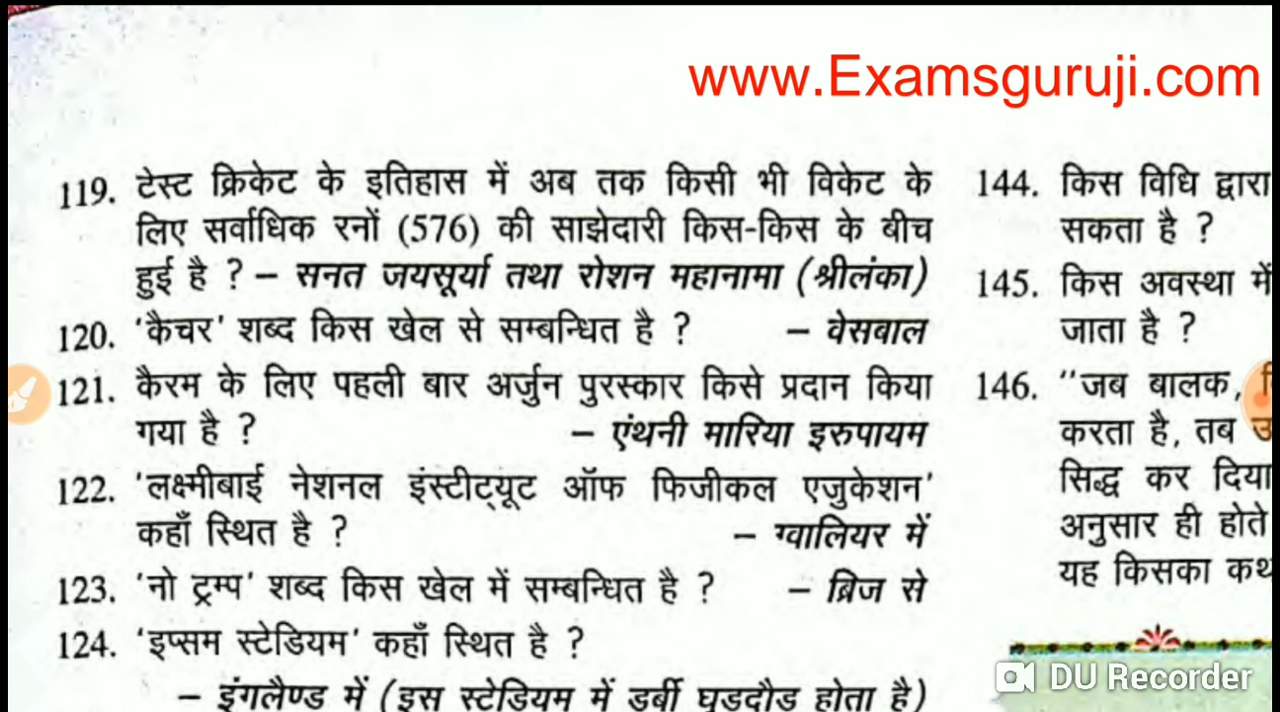 www.Examsguruji.com
119. टेस्ट क्रिकेट के इतिहास में अब तक किसी भी विकेट के
लिए सर्वाधिक रनों (576) की साझेदारी किस-किस के बीच
हुई है ? – सनत जयसूर्या तथा रोशन महानामा (श्रीलंका)
120. 'कैचर' शब्द किस खेल से सम्बन्धित है ? – वेसबाल
121. कैरम के लिए पहली बार अर्जुन पुरस्कार किसे प्रदान किया
गया है ? – एंथनी मारिया इरुपायम
122. 'लक्ष्मीबाई नेशनल इंस्टीट्यूट ऑफ फिजीकल एजुकेशन'
कहाँ स्थित है ? – ग्वालियर में
123. 'नो ट्रम्प' शब्द किस खेल में सम्बन्धित है ? – ब्रिज से
124. 'इप्सम स्टेडियम' कहाँ स्थित है ?
– इंगलैण्ड में (इस स्टेडियम में डर्बी घुड़दौड़ होता है)
144. किस विधि द्वारा
सकता है ?
145. किस अवस्था में
जाता है ?
146. "जब बालक,
करता है, तब
सिद्ध कर दिया
अनुसार ही होते
यह किसका कथ
DU Recorder